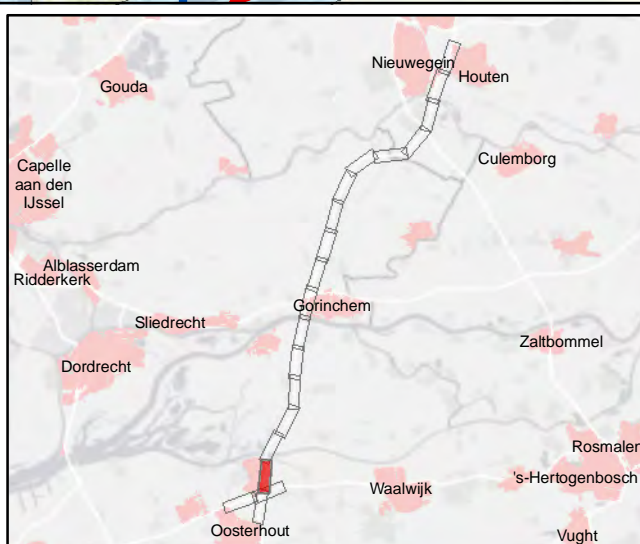 Nieuwegein
Houten
Gouda
Culemborg
Capelle
aan den
IJssel
Alblasserdam
Ridderkerk
Gorinchem
Sliedrecht
Zaltbommel
Dordrecht
Rosmalen
's-Hertogenbosch
Waalwijk
Oosterhout
Vught